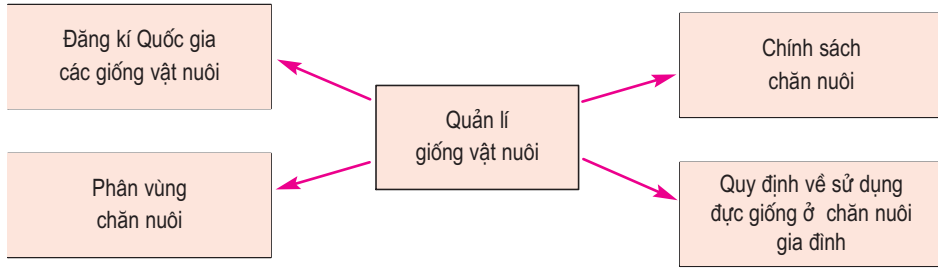 Đăng kí Quốc gia
các giống vật nuôi
Chính sách
chăn nuôi
Quản lí
giống vật nuôi
Phân vùng
chăn nuôi
Quy định về sử dụng
đực giống ở chăn nuôi
gia đình